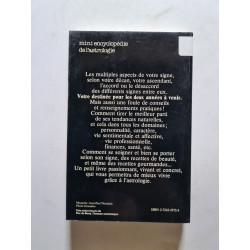 mini encyclopédie
de l'astrologie
Les multiples aspects de votre signe,
selon votre décan, votre ascendant,
l'accord ou le désaccord
des différents signes entre eux.
Votre destinée pour les deux années à venir.
Mais aussi une foule de conseils
et renseignements pratiques!
Comment tirer le meilleur parti
de ses tendances naturelles,
et cela dans tous les domaines;
personnalité, caractère,
vie sentimentale et affective,
vie professionnelle,
finances, santé, etc.
Comment se soigner et bien se porter
selon son signe, des recettes de beauté,
et même des recettes gourmandes...
Un petit livre passionnant, vivant et concret,
qui vous permettra de mieux vivre
grâce à l'astrologie.